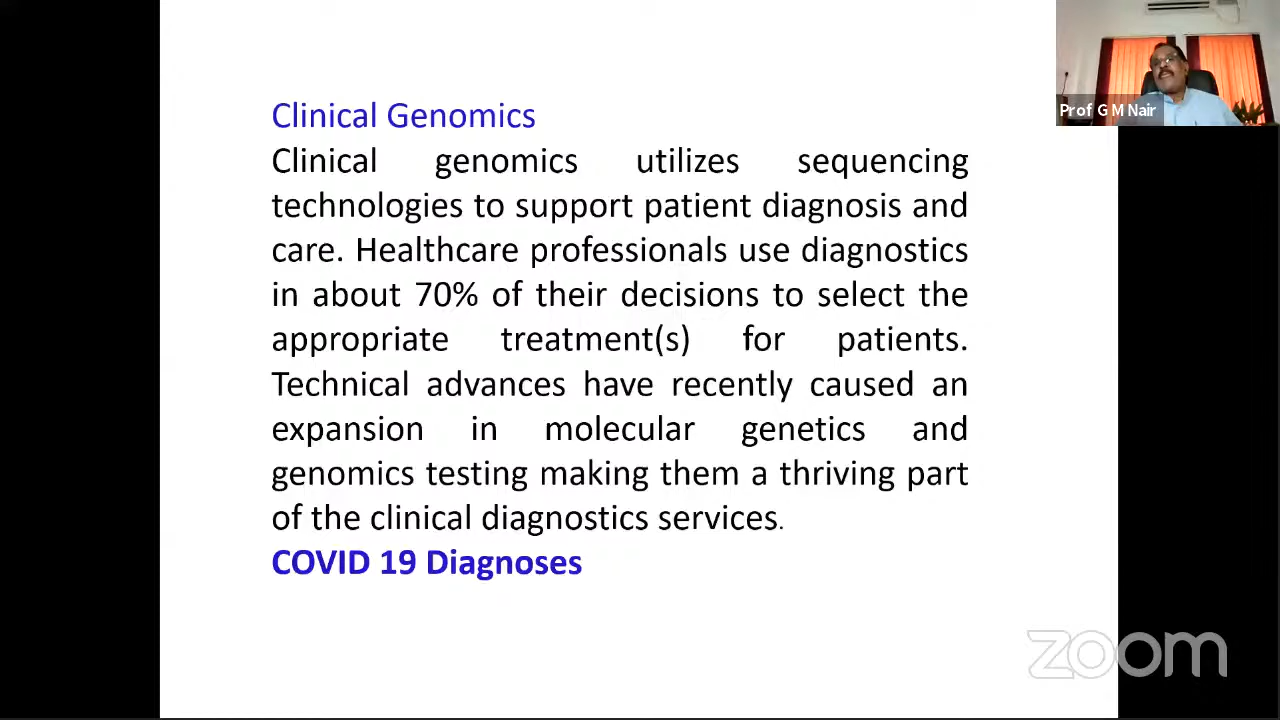 Clinical Genomics
Clinical genomics utilizes sequencing
technologies to support patient diagnosis and
care. Healthcare professionals use diagnostics
in about 70% of their decisions to select the
appropriate treatment(s) for patients.
Technical advances have recently caused an
expansion in molecular genetics and
genomics testing making them a thriving part
of the clinical diagnostics services.
COVID 19 Diagnoses
Prof G M Nair
zoom